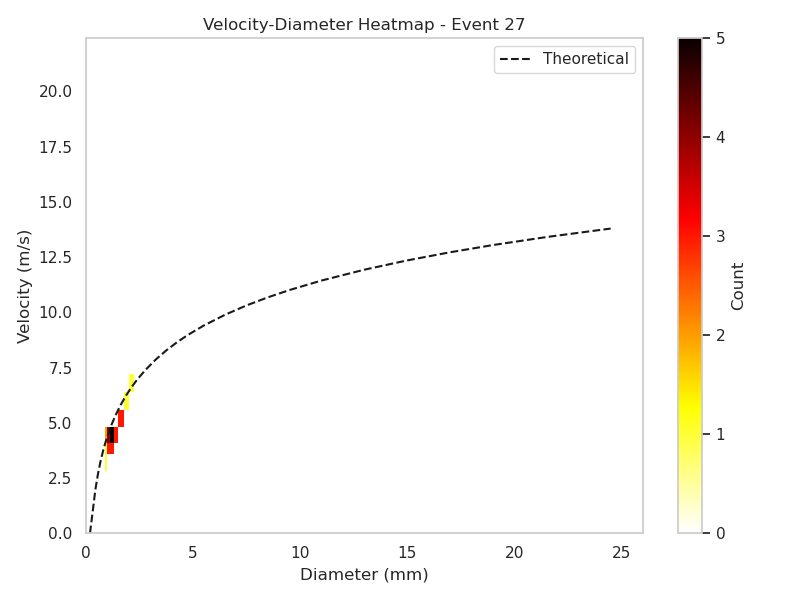 Velocity-Diameter Heatmap - Event 27
Theoretical
20.0
17.5
15.0
12.5
10.0
7.5
5.0
2.5
0.0
Velocity (m/s)
0 5 10 15 20 25
Diameter (mm)
5
4
3
2
1
0
Count